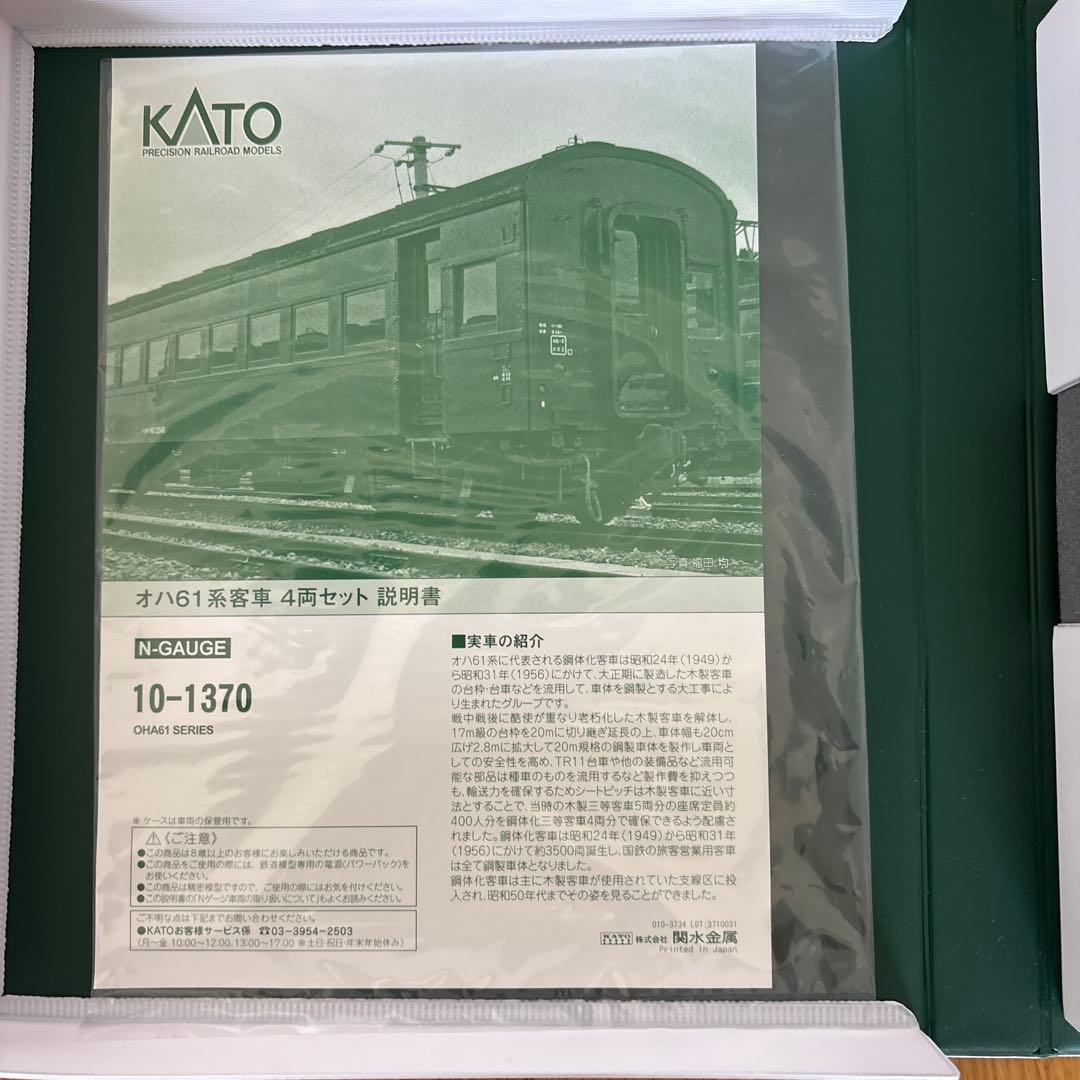 KATO
PRECISION RAILROAD MODELS
写真:福田 均
オハ61系客車 4両セット 説明書
N-GAUGE
10-1370
OHA61 SERIES
※ ケースは車両の保管用です。
⚠〈ご注意〉
●この商品は8歳以上のお客様にお楽しみいただける商品です。
●この商品をご使用の際には、鉄道模型専用の電源(パワーパック)を
お使いください。
●この商品は精密模型ですので、ご使用の際にはお気を付けください。
●この説明書の「Nゲージ車両の取り扱いについて」もよくお読みください。
ご不明な点は下記までお問い合わせください。
●KATOお客様サービス係 ☎03-3954-2503
(月〜金 10:00〜12:00、13:00〜17:00 ※土日・祝日・年末年始休み)
■実車の紹介
オハ61系に代表される鋼体化客車は昭和24年(1949)か
ら昭和31年(1956)にかけて、大正期に製造した木製客車
の台枠・台車などを流用して、車体を鋼製とする大工事によ
り生まれたグループです。
戦中戦後に酷使が重なり老朽化した木製客車を解体し、
17m級の台枠を20mに切り継ぎ延長の上、車体幅も20cm
広げ2.8mに拡大して20m規格の鋼製車体を製作し車両と
しての安全性を高め、TR11台車や他の装備品など流用可
能な部品は種車のものを流用するなど製作費を抑えつつ
も、輸送力を確保するためシートピッチは木製客車に近い寸
法とすることで、当時の木製三等客車5両分の座席定員約
400人分を鋼体化三等客車4両分で確保できるよう配慮さ
れました。鋼体化客車は昭和24年(1949)から昭和31年
(1956)にかけて約3500両誕生し、国鉄の旅客営業用客車
は全て鋼製車体となりました。
鋼体化客車は主に木製客車が使用されていた支線区に投
入され、昭和50年代までその姿を見ることができました。
010-3734 LOT:3710031
KATO 株式会社 関水金属
Printed in Japan